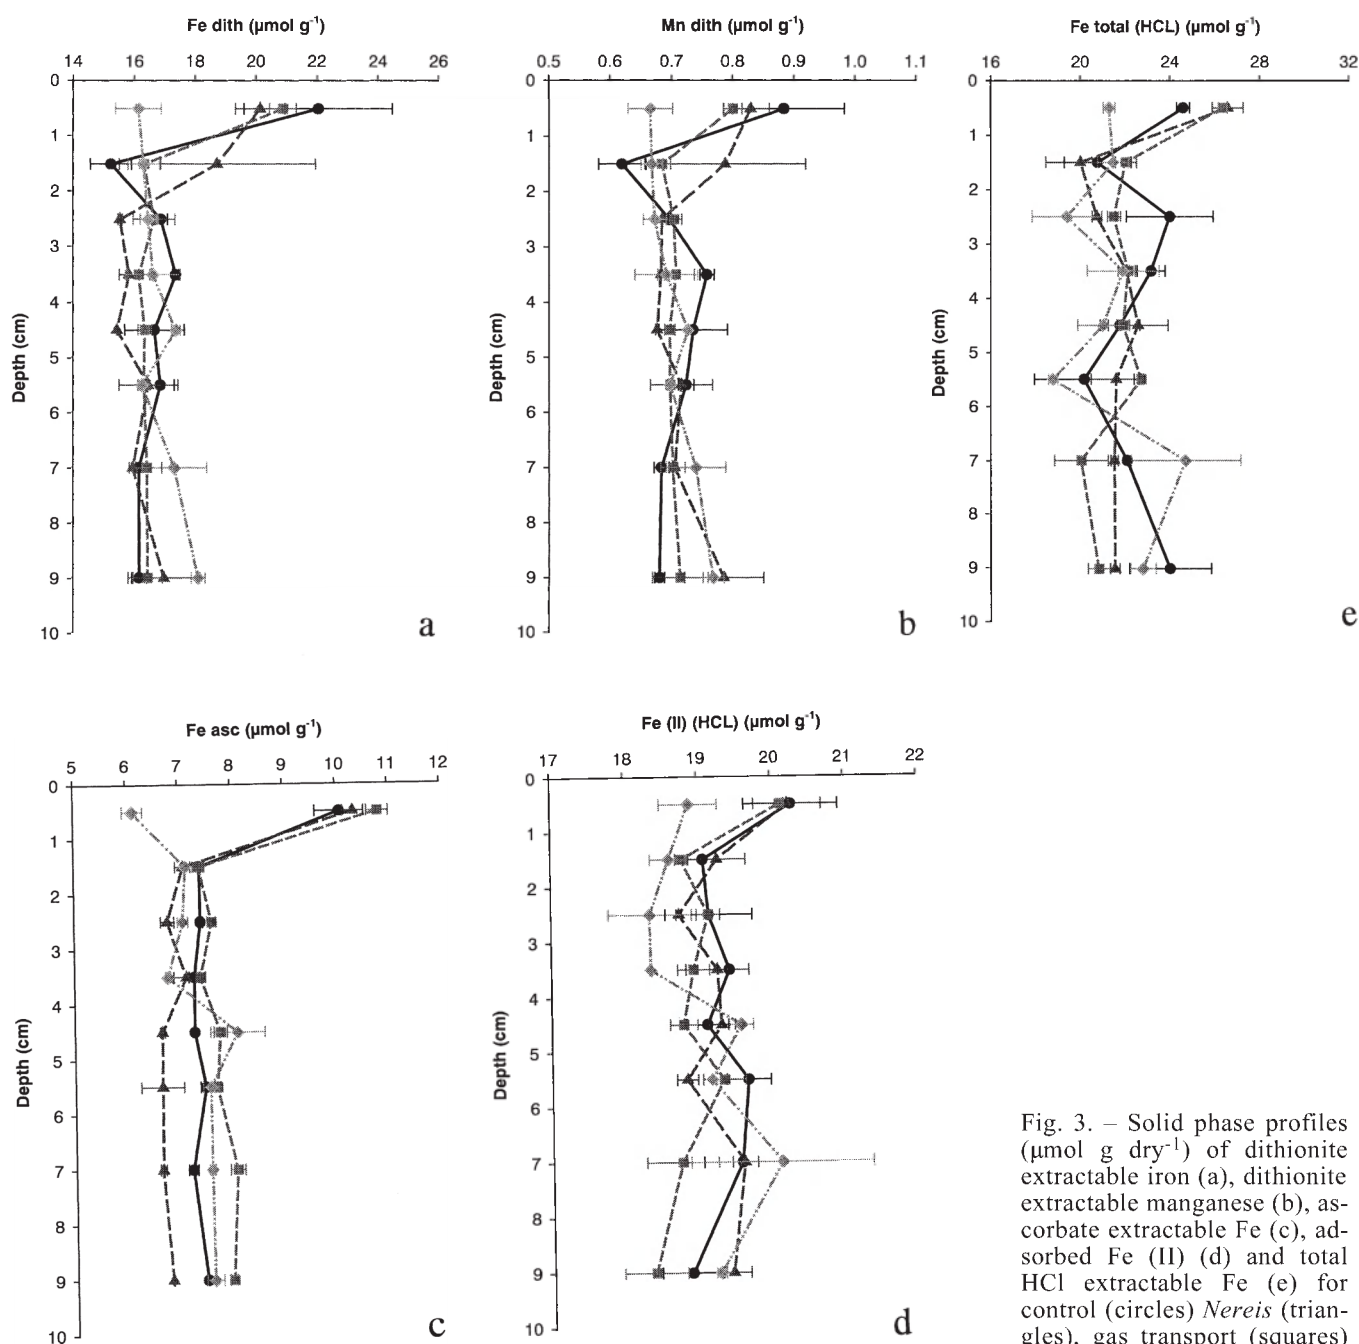 Fe dith (µmol g⁻¹)
14 16 18 20 22 24 26
0
1
2
3
4
5
6
7
8
9
10
Depth (cm)
a
Mn dith (µmol g⁻¹)
0.5 0.6 0.7 0.8 0.9 1.0 1.1
0
1
2
3
4
5
6
7
8
9
10
Depth (cm)
b
Fe total (HCL) (µmol g⁻¹)
16 20 24 28 32
0
1
2
3
4
5
6
7
8
9
10
Depth (cm)
e
Fe asc (µmol g⁻¹)
5 6 7 8 9 10 11 12
0
1
2
3
4
5
6
7
8
9
10
Depth (cm)
c
Fe (II) (HCL) (µmol g⁻¹)
17 18 19 20 21 22
0
1
2
3
4
5
6
7
8
9
10
Depth (cm)
d
Fig. 3. – Solid phase profiles
(µmol g dry⁻¹) of dithionite
extractable iron (a), dithionite
extractable manganese (b), as-
corbate extractable Fe (c), ad-
sorbed Fe (II) (d) and total
HCl extractable Fe (e) for
control (circles) Nereis (trian-
gles), gas transport (squares)